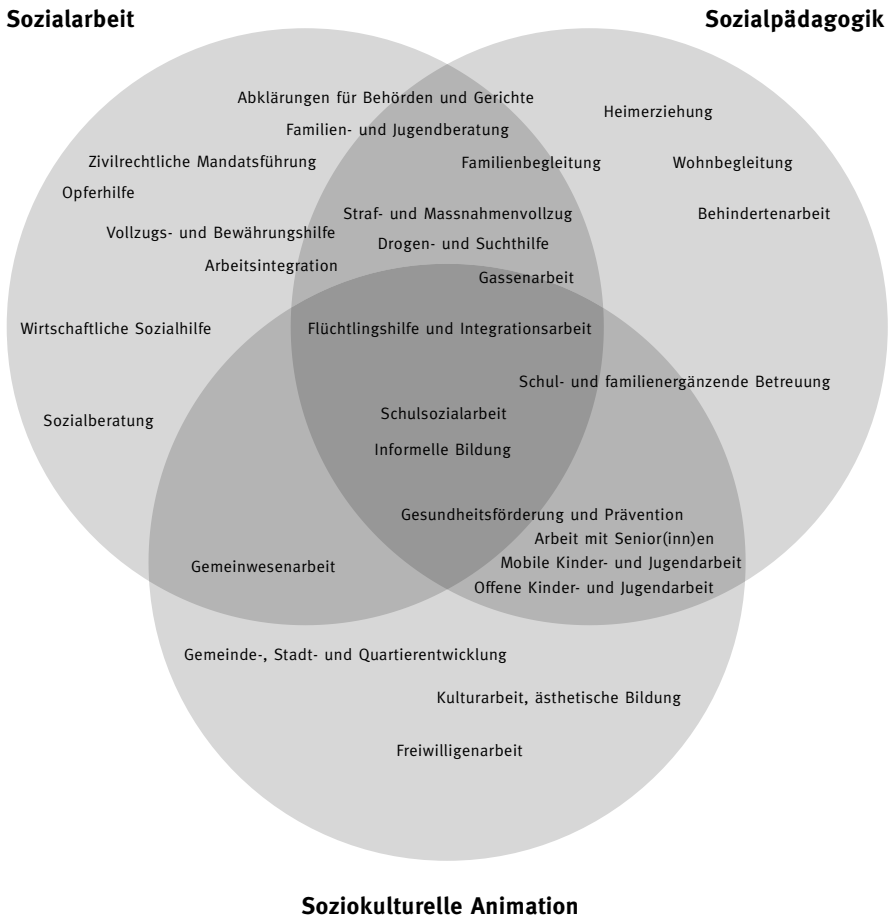 Sozialarbeit
Sozialpädagogik
Abklärungen für Behörden und Gerichte
Heimerziehung
Familien- und Jugendberatung
Zivilrechtliche Mandatsführung
Familienbegleitung
Wohnbegleitung
Opferhilfe
Straf- und Massnahmenvollzug
Behindertenarbeit
Vollzugs- und Bewährungshilfe
Drogen- und Suchthilfe
Arbeitsintegration
Gassenarbeit
Wirtschaftliche Sozialhilfe
Flüchtlingshilfe und Integrationsarbeit
Schul- und familienergänzende Betreuung
Sozialberatung
Schulsozialarbeit
Informelle Bildung
Gesundheitsförderung und Prävention
Arbeit mit Senior(inn)en
Mobile Kinder- und Jugendarbeit
Gemeinwesenarbeit
Offene Kinder- und Jugendarbeit
Gemeinde-, Stadt- und Quartierentwicklung
Kulturarbeit, ästhetische Bildung
Freiwilligenarbeit
Soziokulturelle Animation